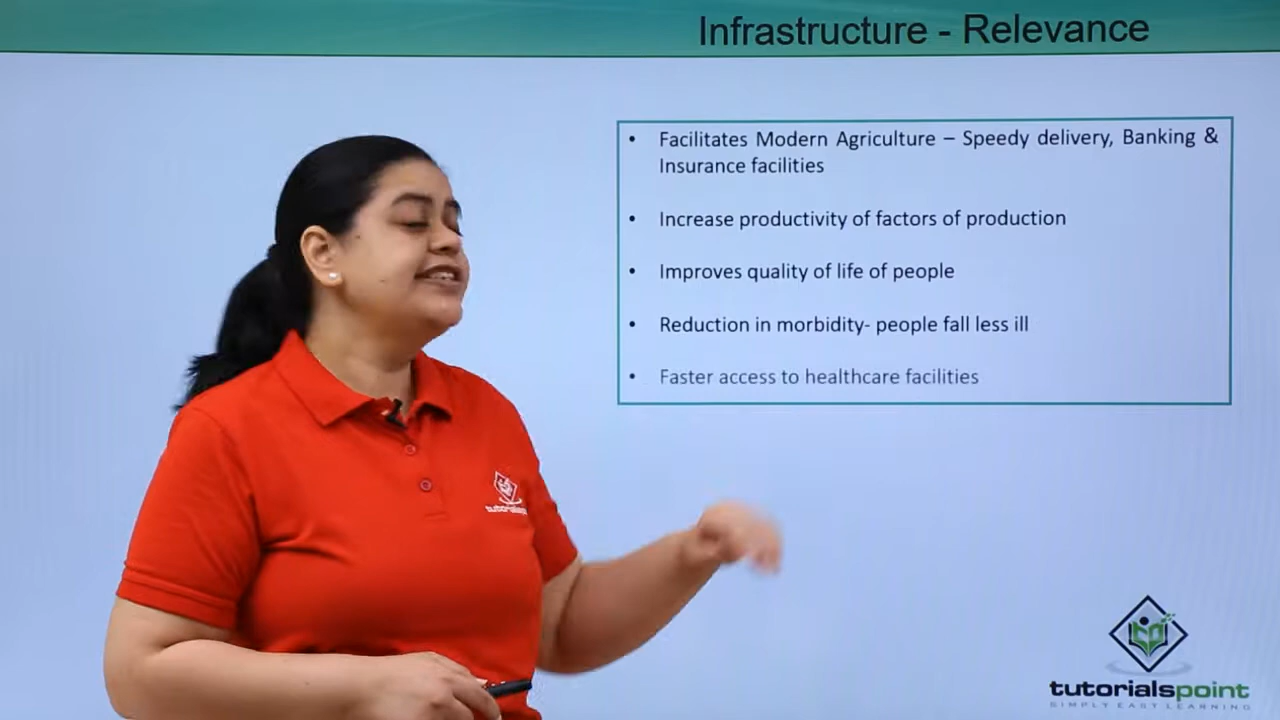 Infrastructure - Relevance
• Facilitates Modern Agriculture – Speedy delivery, Banking &
Insurance facilities
• Increase productivity of factors of production
• Improves quality of life of people
• Reduction in morbidity- people fall less ill
• Faster access to healthcare facilities
tutorialspoint
tutorialspoint
SIMPLY EASY LEARNING